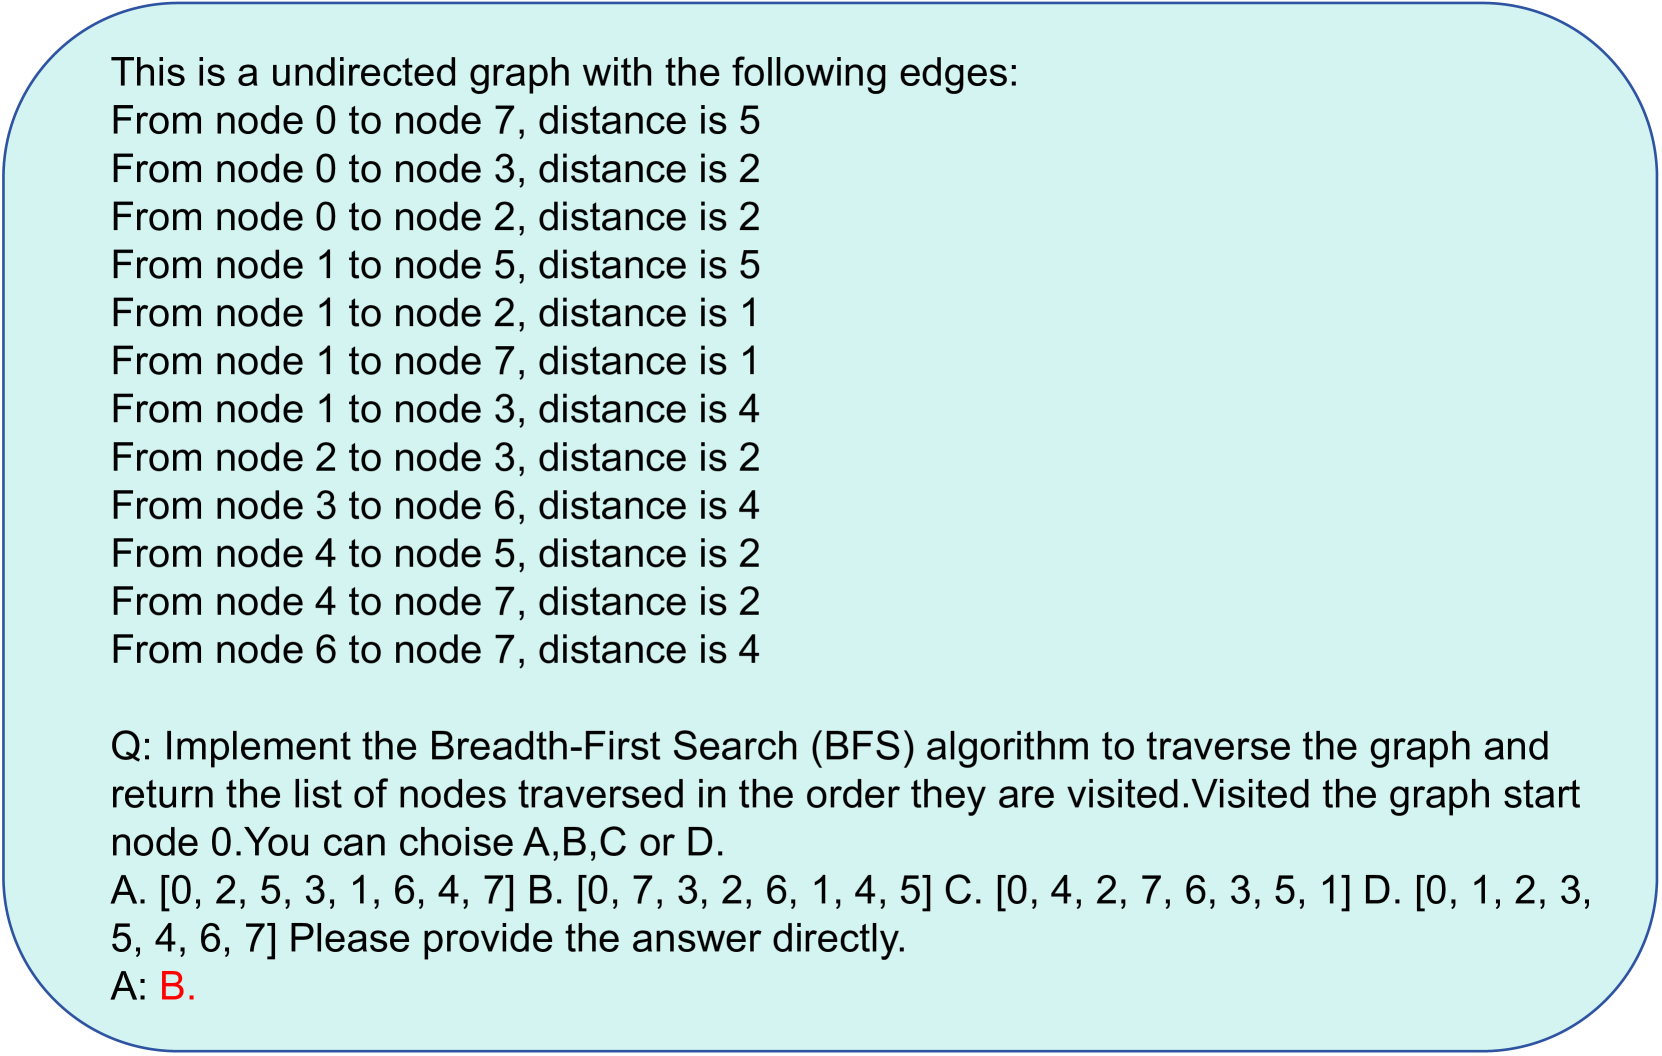 This is a undirected graph with the following edges:
From node 0 to node 7, distance is 5
From node 0 to node 3, distance is 2
From node 0 to node 2, distance is 2
From node 1 to node 5, distance is 5
From node 1 to node 2, distance is 1
From node 1 to node 7, distance is 1
From node 1 to node 3, distance is 4
From node 2 to node 3, distance is 2
From node 3 to node 6, distance is 4
From node 4 to node 5, distance is 2
From node 4 to node 7, distance is 2
From node 6 to node 7, distance is 4
Q: Implement the Breadth-First Search (BFS) algorithm to traverse the graph and
return the list of nodes traversed in the order they are visited.Visited the graph start
node 0.You can choise A,B,C or D.
A. [0, 2, 5, 3, 1, 6, 4, 7] B. [0, 7, 3, 2, 6, 1, 4, 5] C. [0, 4, 2, 7, 6, 3, 5, 1] D. [0, 1, 2, 3,
5, 4, 6, 7] Please provide the answer directly.
A: B.